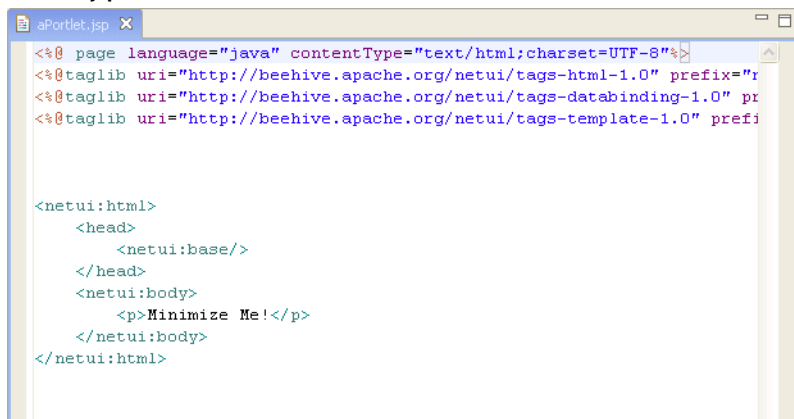 aPortlet.jsp
<%@ page language="java" contentType="text/html;charset=UTF-8"%>
<%@taglib uri="http://beehive.apache.org/netui/tags-html-1.0" prefix="
<%@taglib uri="http://beehive.apache.org/netui/tags-databinding-1.0" pr
<%@taglib uri="http://beehive.apache.org/netui/tags-template-1.0" prefi
<netui:html>
<head>
<netui:base/>
</head>
<netui:body>
<p>Minimize Me!</p>
</netui:body>
</netui:html>